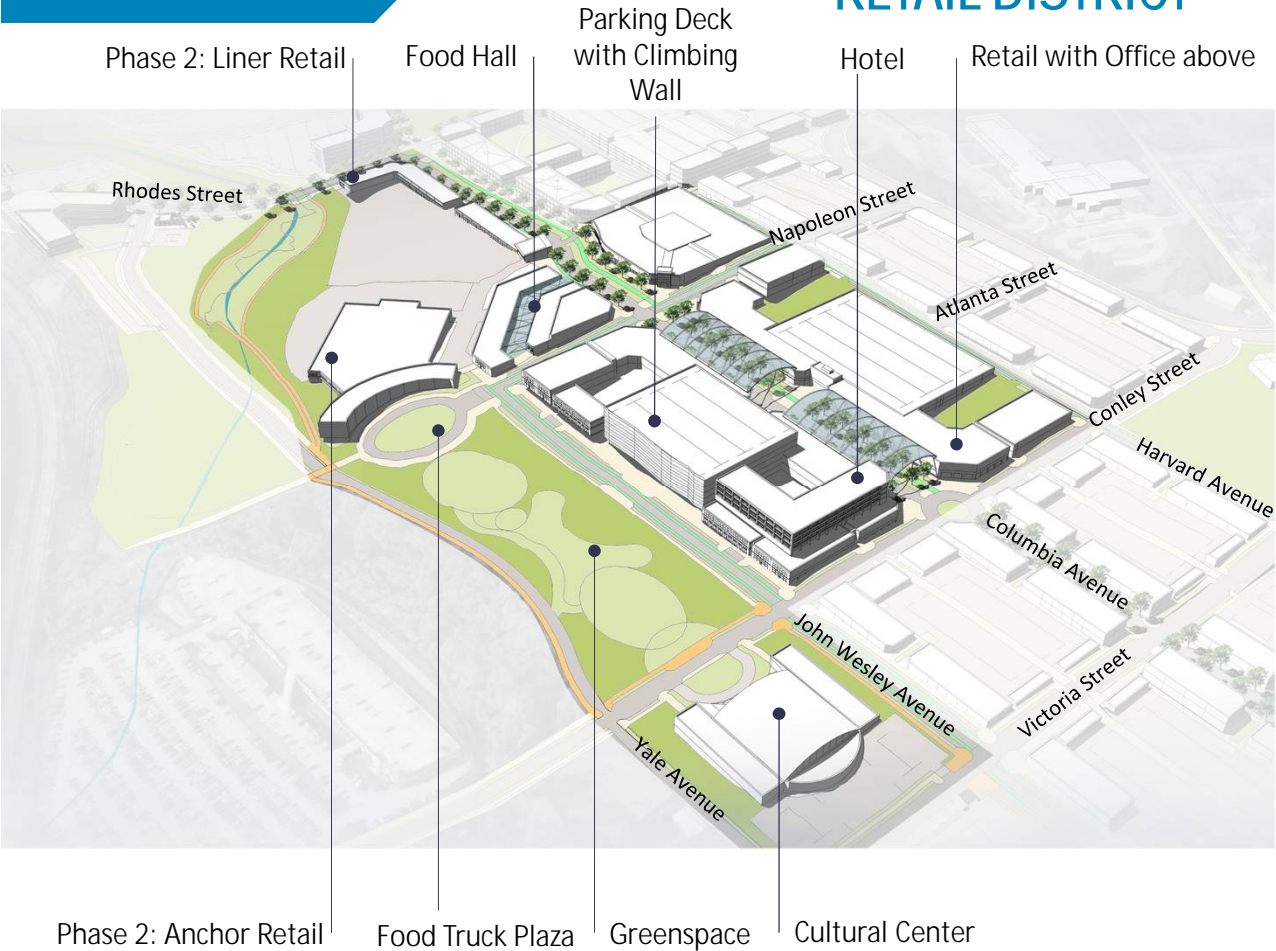 RETAIL DISTRICT
Phase 2: Liner Retail
Food Hall
Parking Deck
with Climbing
Wall
Hotel
Retail with Office above
Rhodes Street
Napoleon Street
Atlanta Street
Conley Street
Harvard Avenue
Columbia Avenue
John Wesley Avenue
Victoria Street
Yale Avenue
Phase 2: Anchor Retail
Food Truck Plaza
Greenspace
Cultural Center